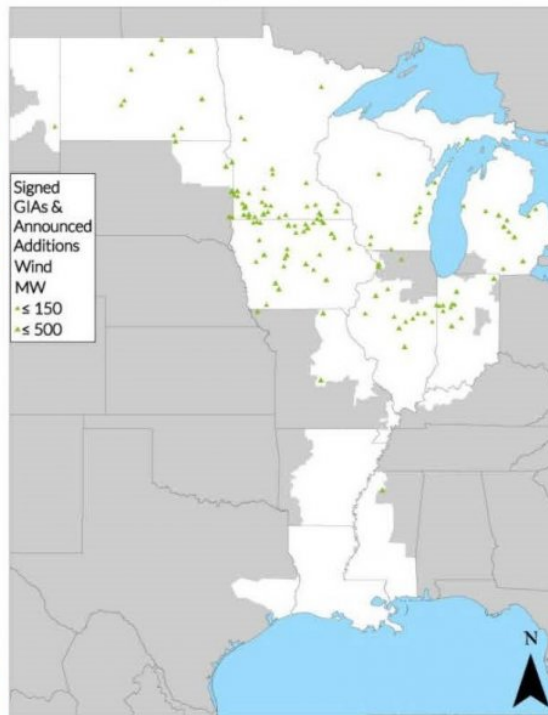 Signed
GIAs &
Announced
Additions
Wind
MW
≤ 150
≤ 500
N